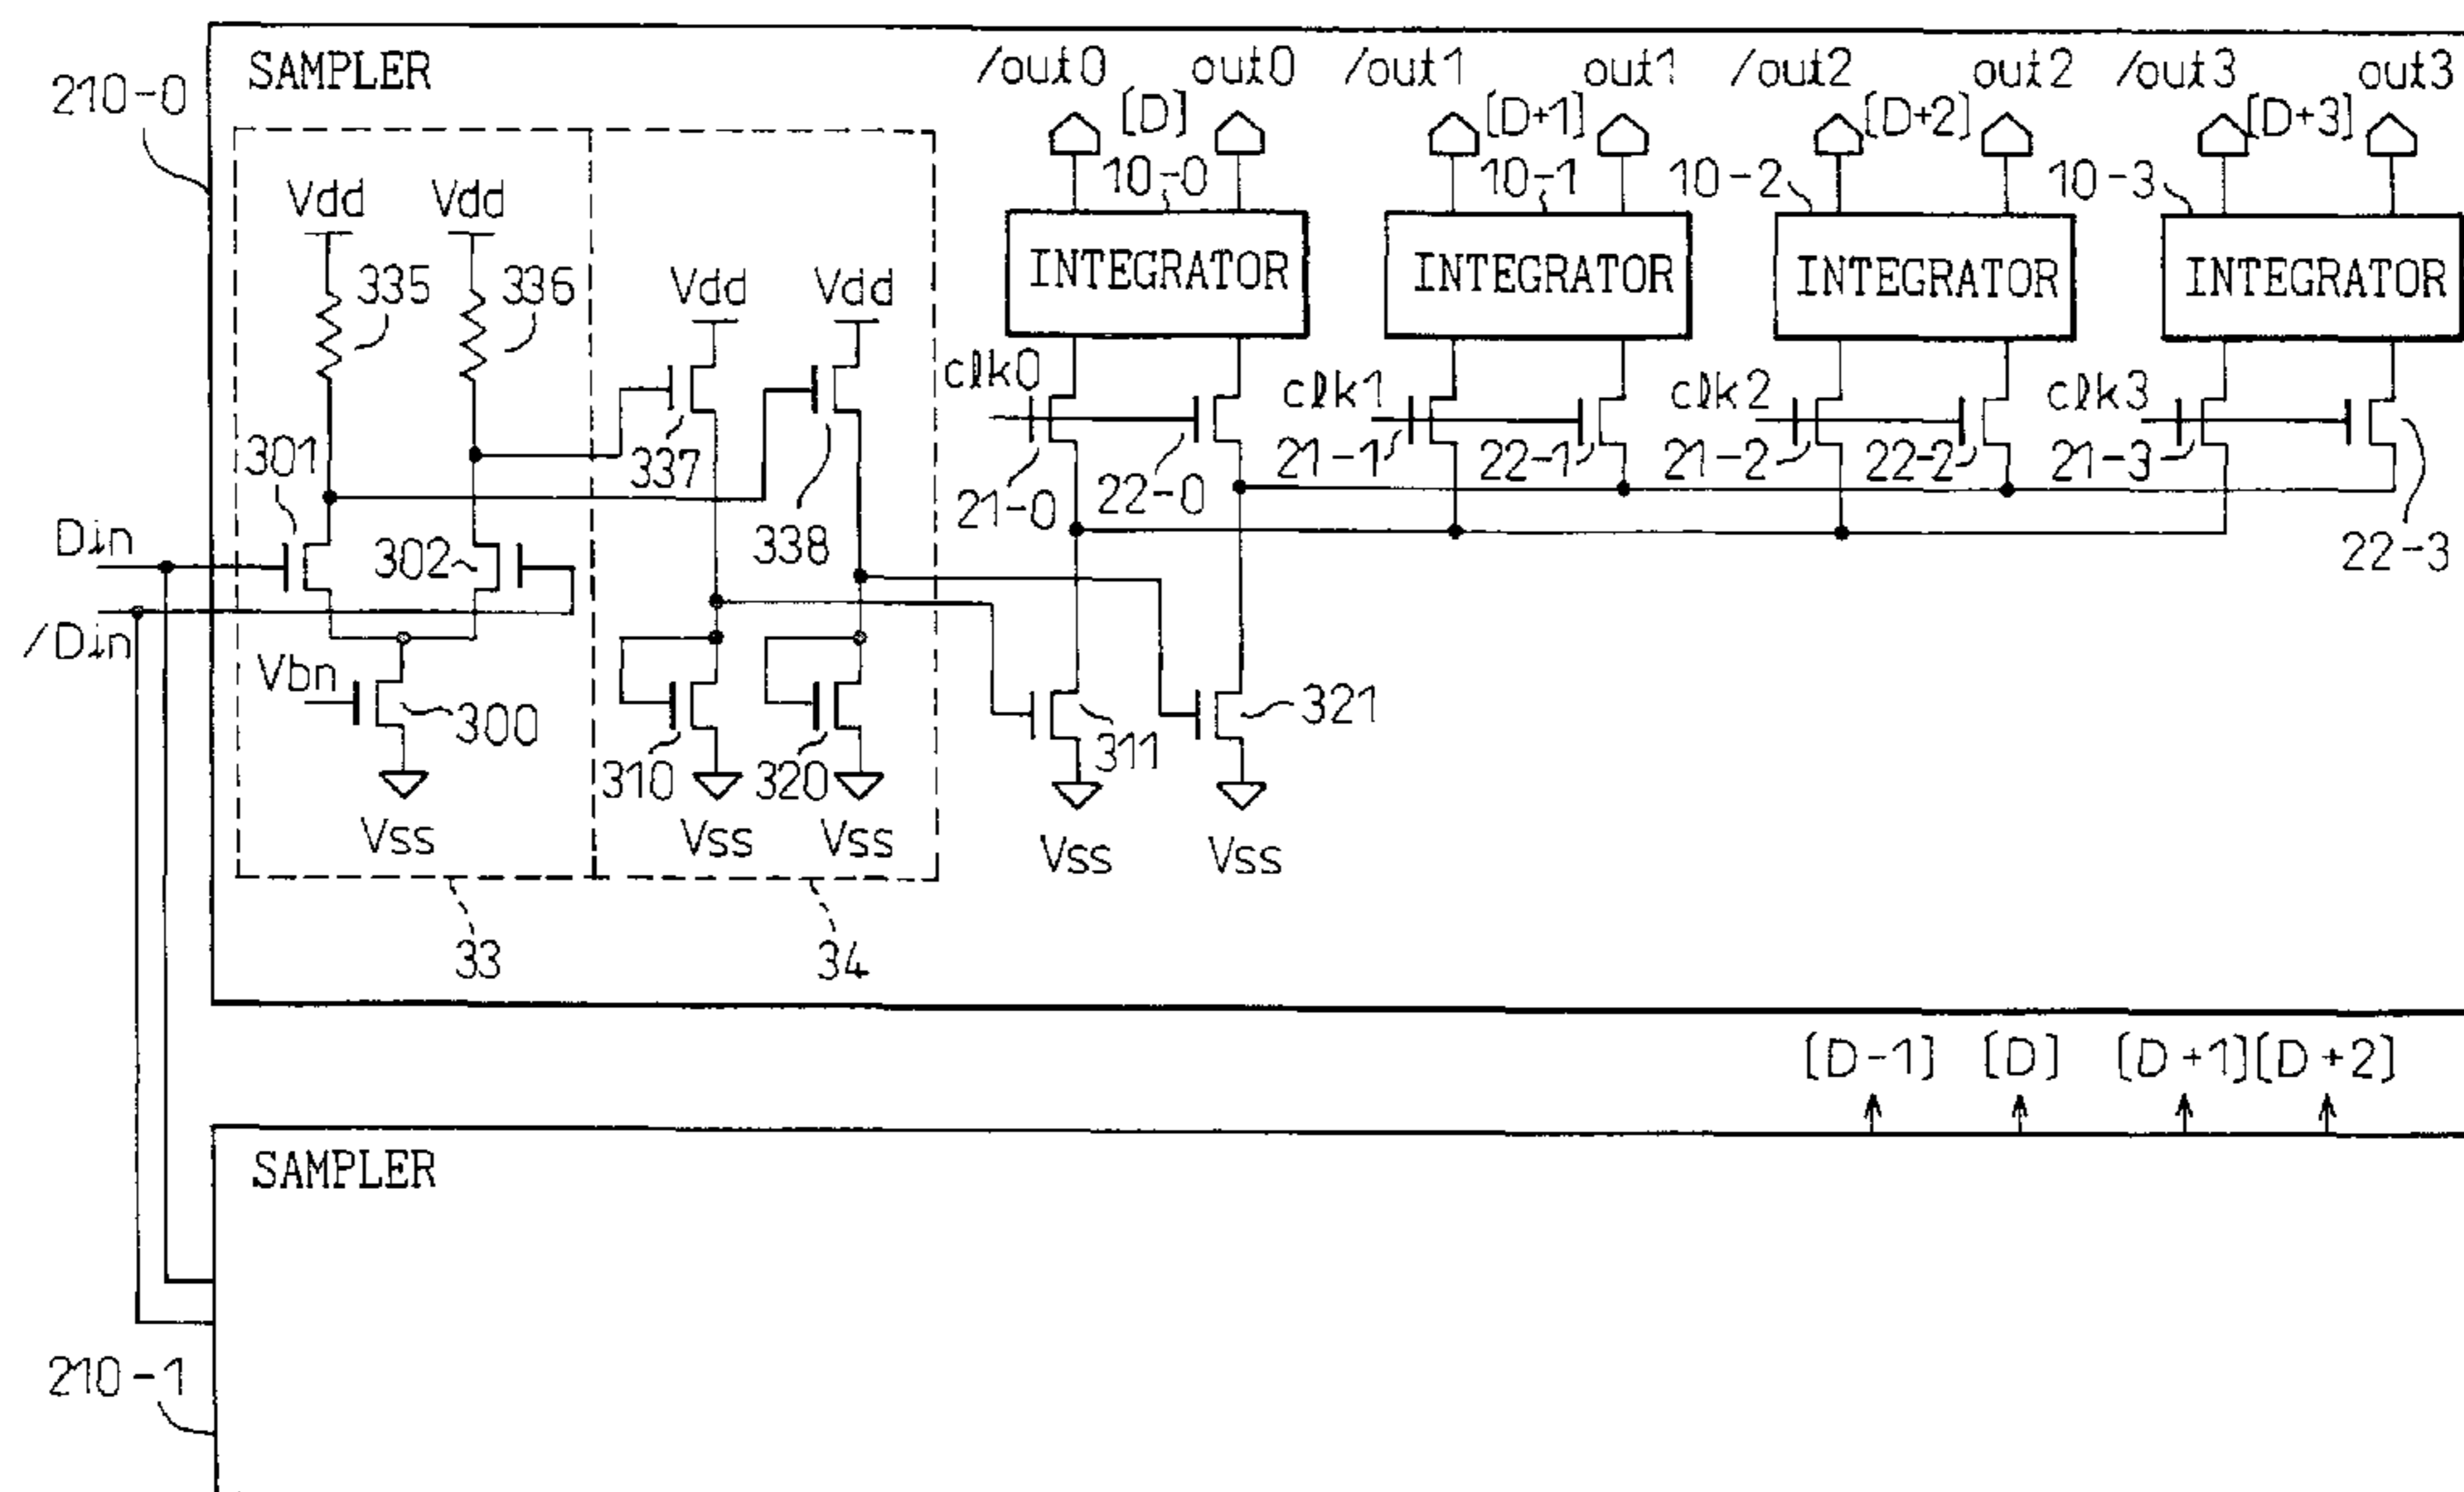 SAMPLER
210-0
/out0 out0 /out1 out1 /out2 out2 /out3 out3
[D] [D+1] [D+2] [D+3]
10-0 10-1 10-2 10-3
Vdd Vdd
335 336
Vdd Vdd
INTEGRATOR INTEGRATOR INTEGRATOR INTEGRATOR
clk0 clk1 clk2 clk3
301 337 338
21-0 22-0 21-1 22-1 21-2 22-2 21-3 22-3
Din
302
/Din
Vbn
300
310 320 311 321
Vss Vss Vss Vss Vss
33 34
[D-1] [D] [D+1] [D+2]
SAMPLER
210-1